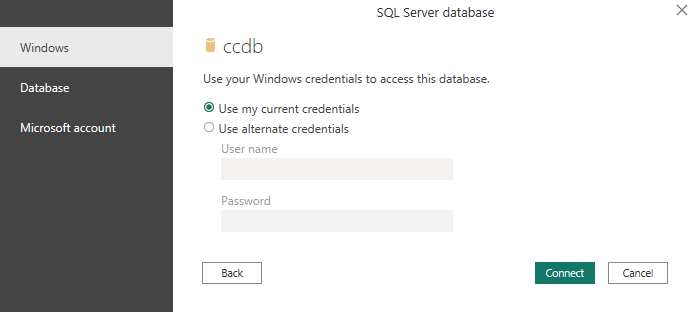 SQL Server database
Windows
Database
Microsoft account
ccdb
Use your Windows credentials to access this database.
Use my current credentials
Use alternate credentials
User name
Password
Back
Connect
Cancel